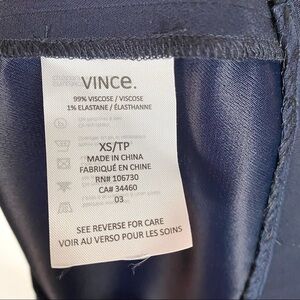 VINCE.
99% VISCOSE / VISCOSE
1% ELASTANE / ÉLASTHANNE
XS/TP
MADE IN CHINA
FABRIQUÉ EN CHINE
RN# 106730
CA# 34460
03
SEE REVERSE FOR CARE
VOIR AU VERSO POUR LES SOINS